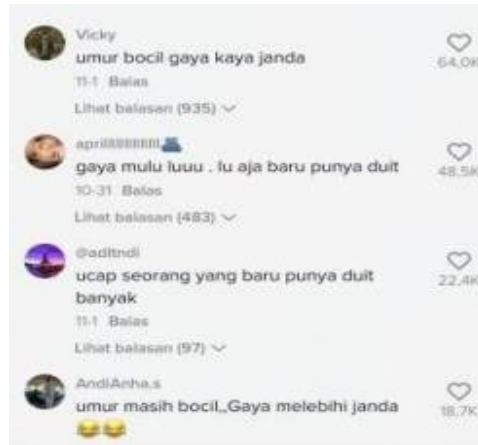 Vicky
umur bocil gaya kaya janda
64.0K
11-1 Balas
Lihat balasan (935)
gaya mulu luuu . lu aja baru punya duit
48.5K
10-31 Balas
Lihat balasan (483)
@aditndi
ucap seorang yang baru punya duit
banyak
22.4K
11-1 Balas
Lihat balasan (97)
AndiAnha.s
umur masih bocil,,Gaya melebihi janda
18.7K
😂😂